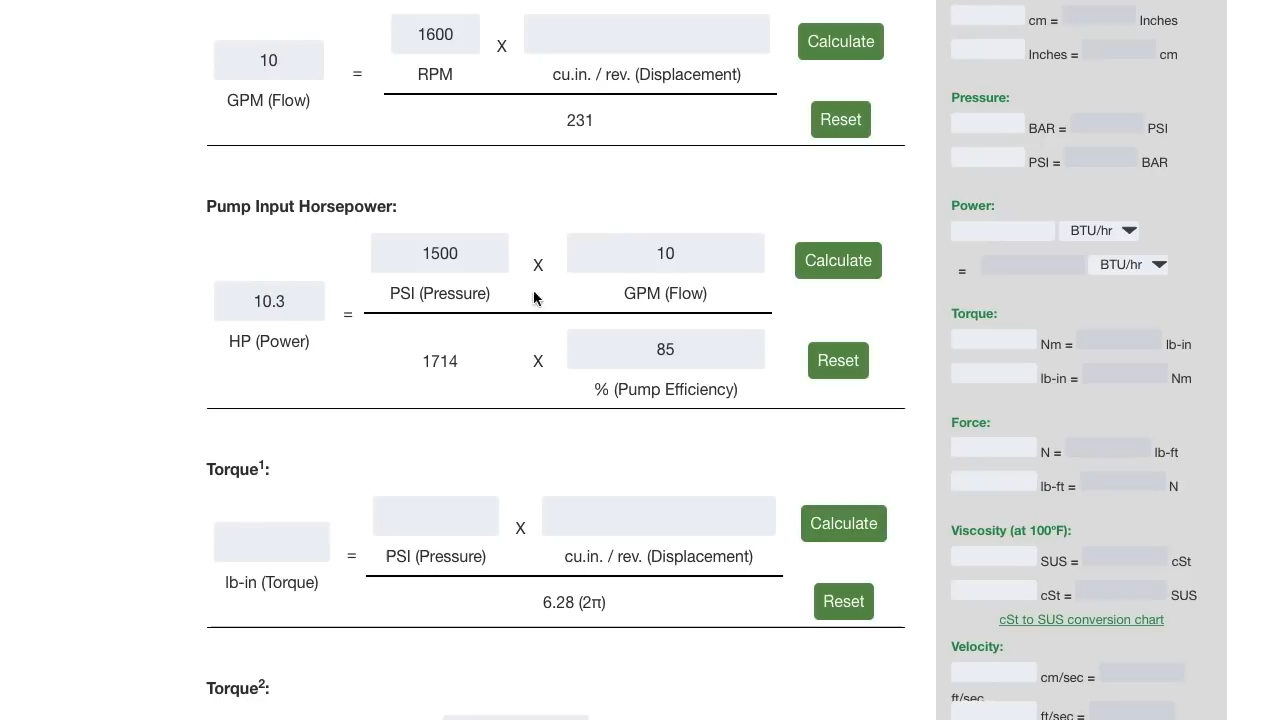 1600
X
Calculate
10
=
RPM
cu.in. / rev. (Displacement)
GPM (Flow)
231
Reset
Pump Input Horsepower:
1500
X
10
Calculate
PSI (Pressure)
GPM (Flow)
10.3
=
HP (Power)
1714
X
85
Reset
% (Pump Efficiency)
Torque1:
X
Calculate
=
PSI (Pressure)
cu.in. / rev. (Displacement)
lb-in (Torque)
6.28 (2π)
Reset
Torque2:
cm = Inches
Inches = cm
Pressure:
BAR = PSI
PSI = BAR
Power:
BTU/hr
= BTU/hr
Torque:
Nm = lb-in
lb-in = Nm
Force:
N = lb-ft
lb-ft = N
Viscosity (at 100°F):
SUS = cSt
cSt = SUS
cSt to SUS conversion chart
Velocity:
cm/sec =
ft/sec
ft/sec =